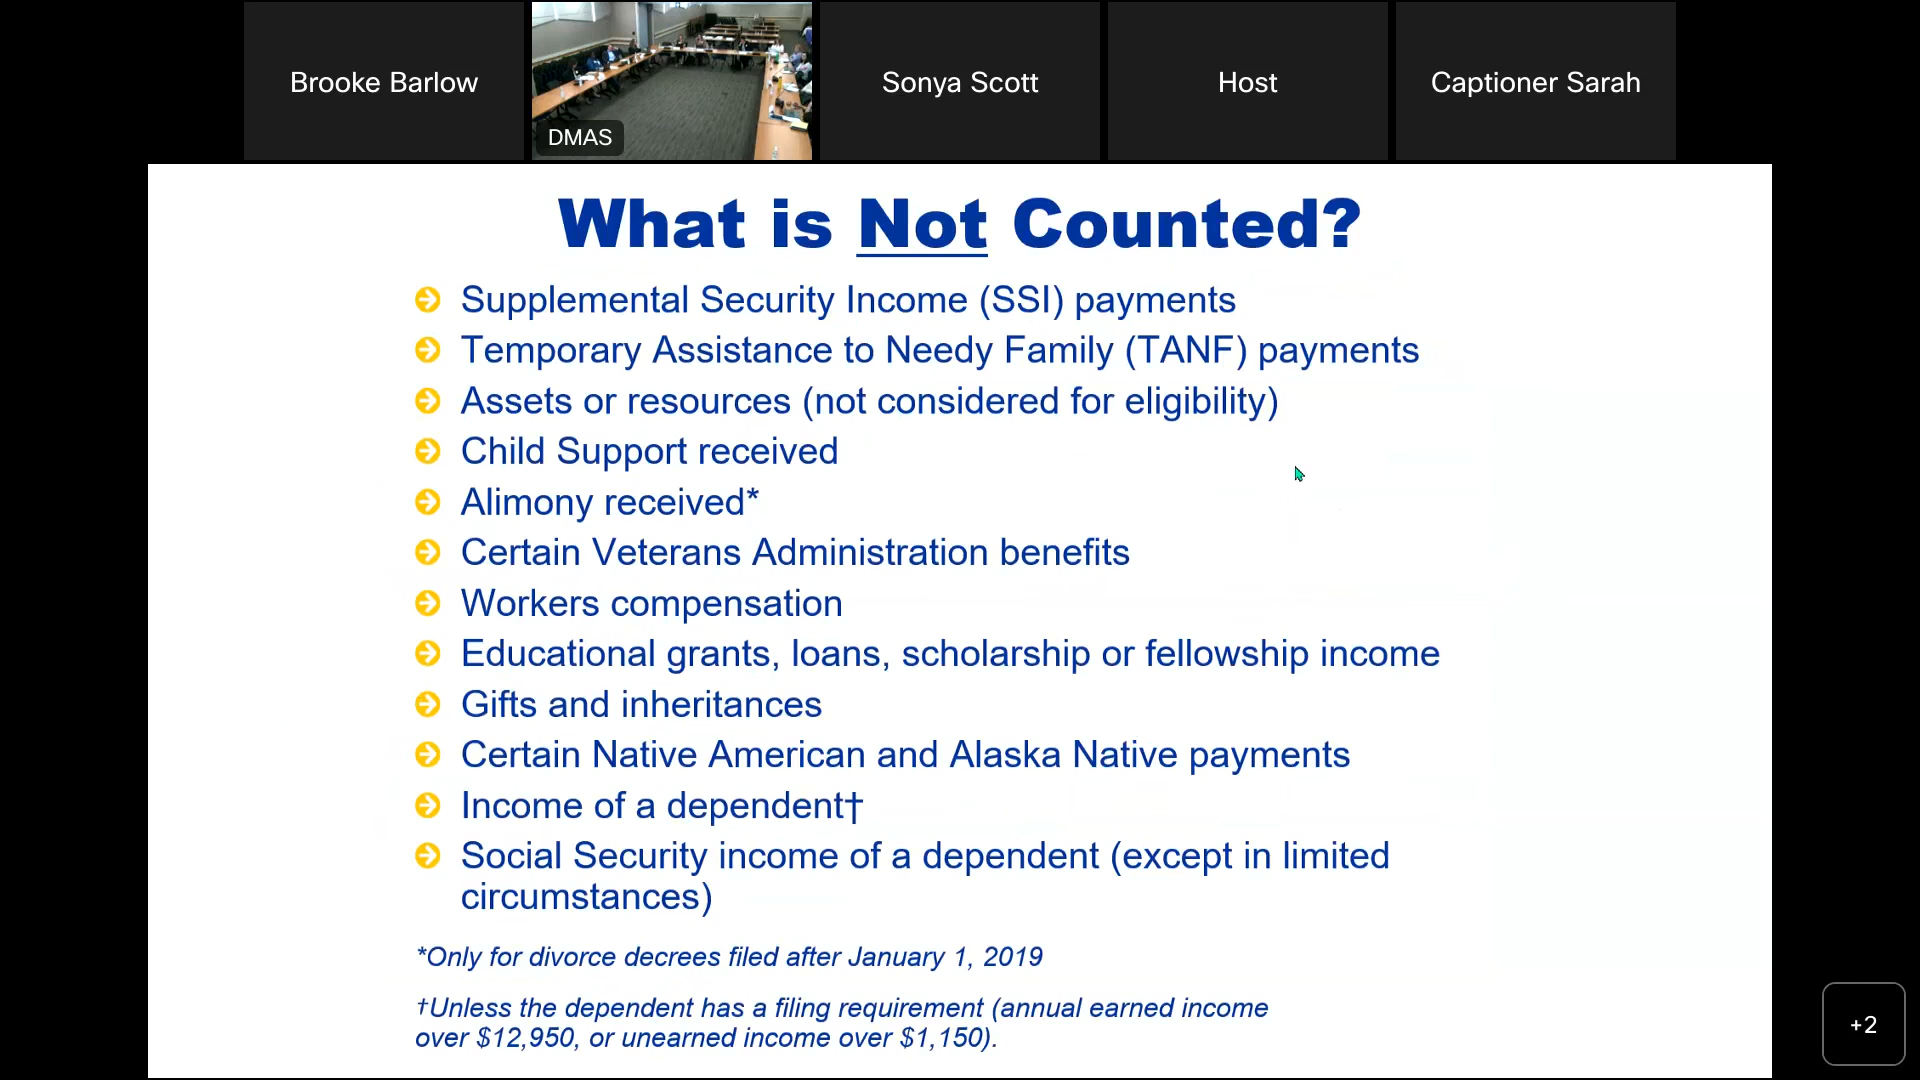 Brooke Barlow
DMAS
Sonya Scott
Host
Captioner Sarah
What is Not Counted?
Supplemental Security Income (SSI) payments
Temporary Assistance to Needy Family (TANF) payments
Assets or resources (not considered for eligibility)
Child Support received
Alimony received*
Certain Veterans Administration benefits
Workers compensation
Educational grants, loans, scholarship or fellowship income
Gifts and inheritances
Certain Native American and Alaska Native payments
Income of a dependent†
Social Security income of a dependent (except in limited
circumstances)
*Only for divorce decrees filed after January 1, 2019
†Unless the dependent has a filing requirement (annual earned income
over $12,950, or unearned income over $1,150).
+2